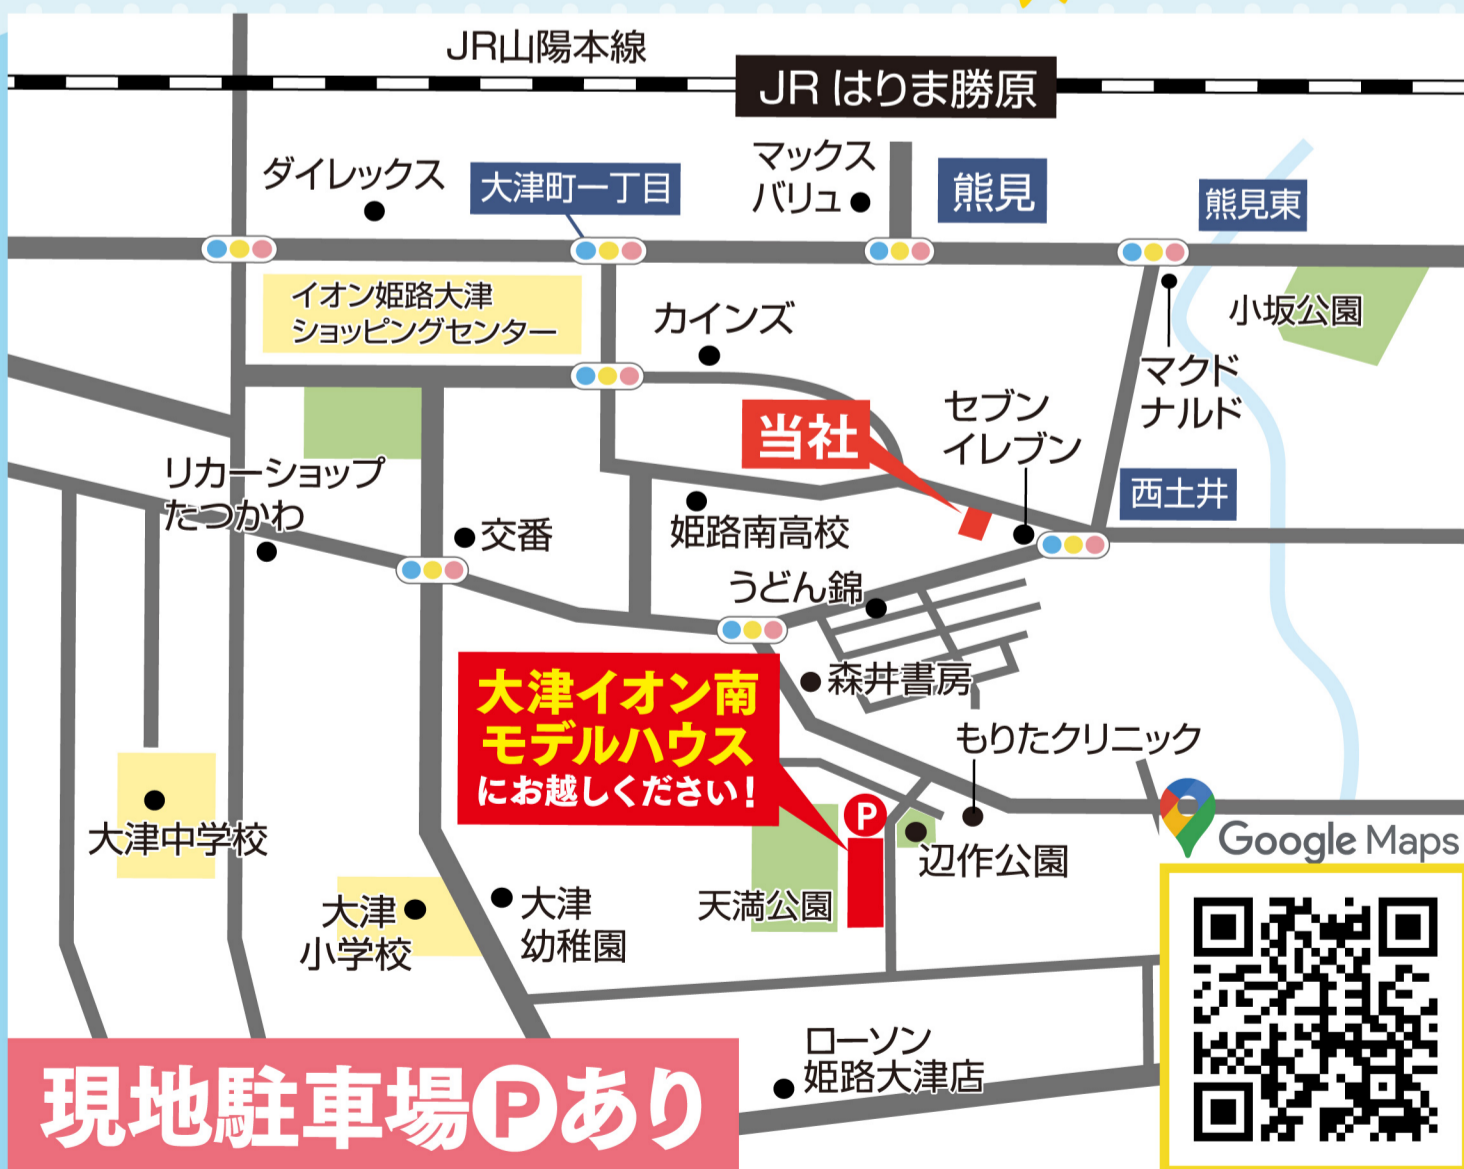 JR山陽本線
JR はりま勝原
ダイレックス
大津町一丁目
マックス
バリュ
熊見
熊見東
イオン姫路大津
ショッピングセンター
カインズ
小坂公園
マクド
ナルド
当社
セブン
イレブン
リカーショップ
たつかわ
交番
姫路南高校
西土井
うどん錦
森井書房
大津イオン南
モデルハウス
にお越しください!
もりたクリニック
P
大津中学校
辺作公園
Google Maps
大津
小学校
大津
幼稚園
天満公園
ローソン
姫路大津店
現地駐車場Pあり